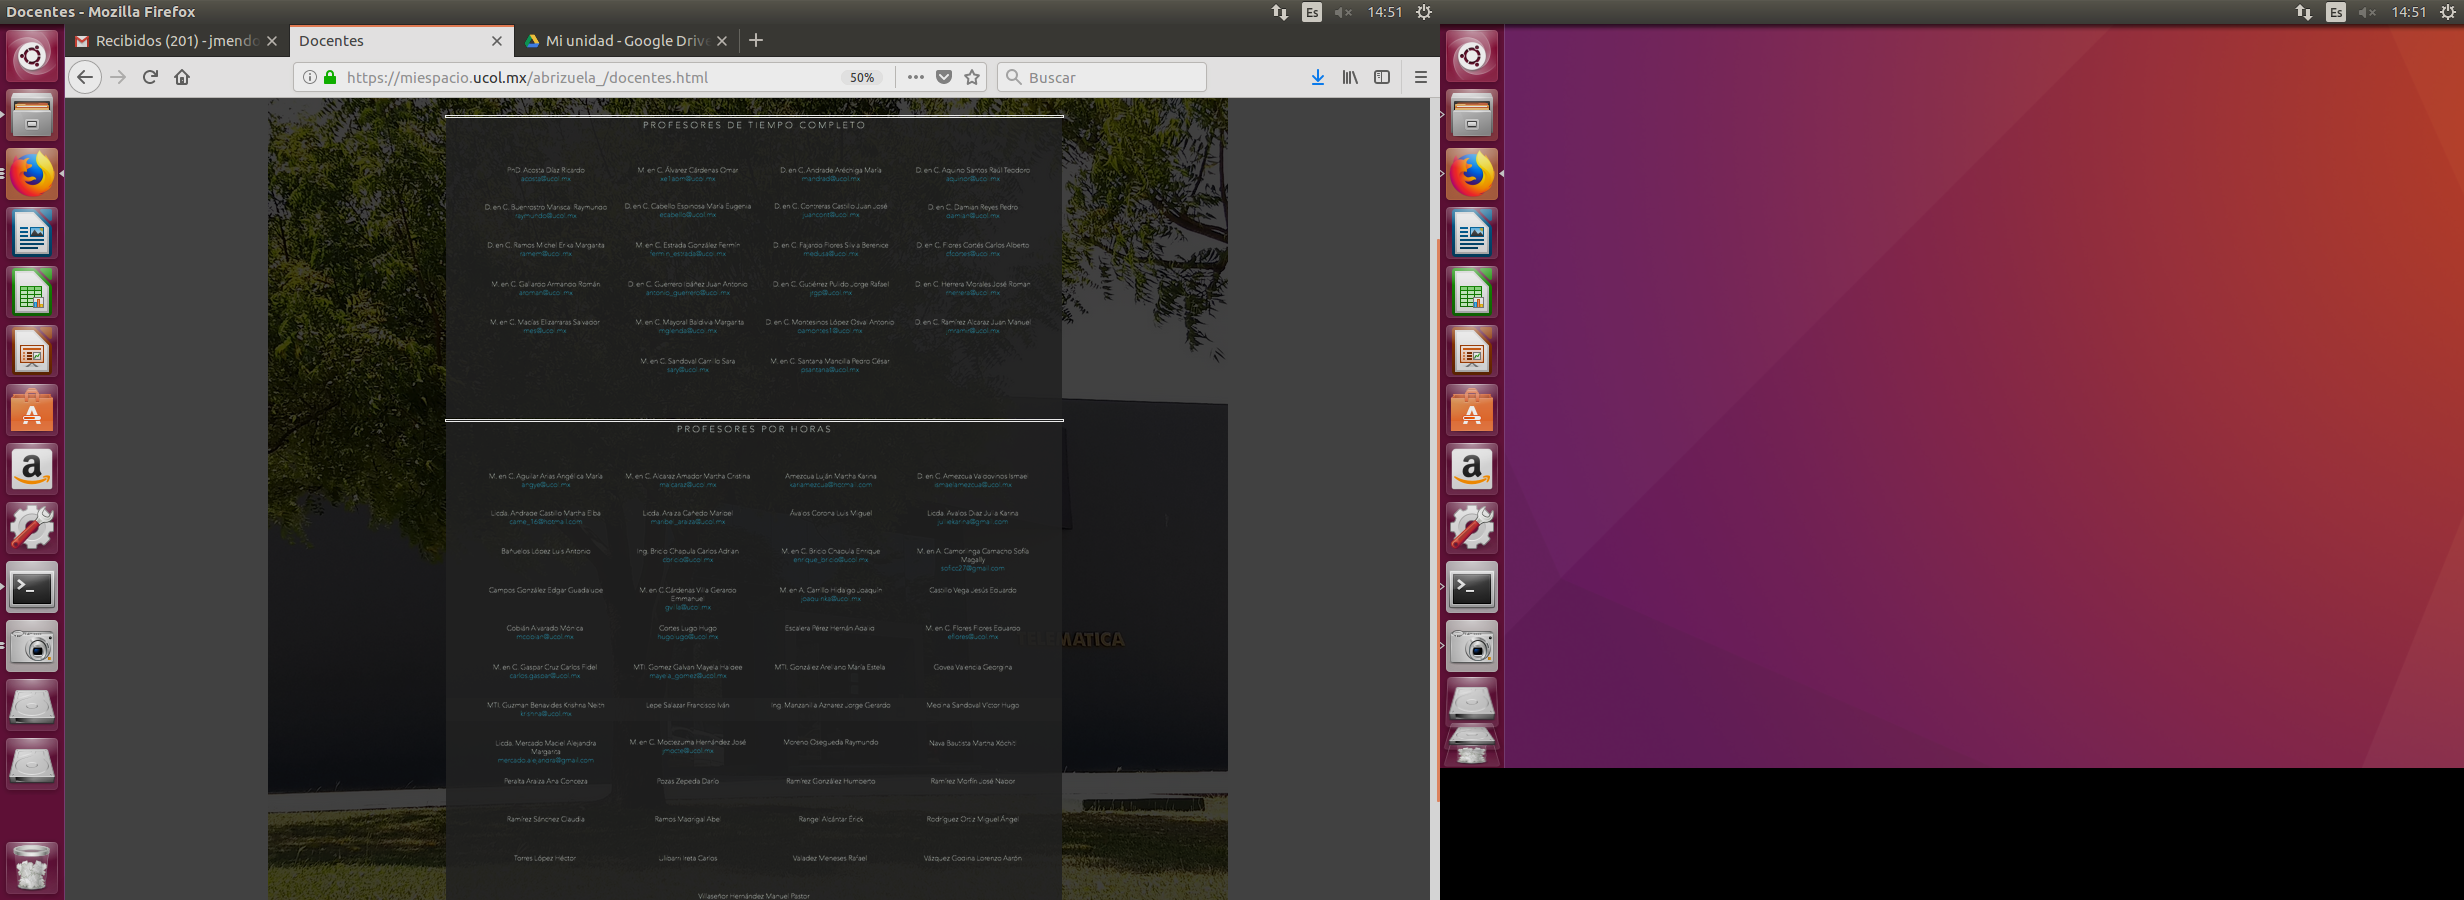 Docentes - Mozilla Firefox
Es
14:51
Es
14:51
Recibidos (201) - jmendo
Docentes
Mi unidad - Google Drive
https://miespacio.ucol.mx/abrizuela_/docentes.html
50%
Buscar
PROFESORES DE TIEMPO COMPLETO
PhD. Acosta Díaz Ricardo
M. en C. Álvarez Cárdenas Omar
D. en C. Andrade Aréchiga María
D. en C. Aquino Santos Raúl Teodoro
acosta@ucol.mx
xe1aom@ucol.mx
mandrad@ucol.mx
aquinor@ucol.mx
D. en C. Buenrostro Mariscal Raymundo
D. en C. Cabello Espinosa María Eugenia
D. en C. Contreras Castillo Juan José
D. en C. Damián Reyes Pedro
raymundo@ucol.mx
ecabello@ucol.mx
juancont@ucol.mx
damian@ucol.mx
D. en C. Ramos Michel Erika Margarita
M. en C. Estrada González Fermín
D. en C. Fajardo Flores Silvia Berenice
D. en C. Flores Cortés Carlos Alberto
ramem@ucol.mx
fermin_estrada@ucol.mx
medusa@ucol.mx
cfcortes@ucol.mx
M. en C. Gallardo Armando Román
D. en C. Guerrero Ibáñez Juan Antonio
D. en C. Gutiérrez Pulido Jorge Rafael
D. en C. Herrera Morales José Román
aroman@ucol.mx
antonio_guerrero@ucol.mx
jrgp@ucol.mx
rherrera@ucol.mx
M. en C. Macías Elizarraras Salvador
M. en C. Mayoral Baldivia Margarita
D. en C. Montesinos López Osval Antonio
D. en C. Ramírez Alcaraz Juan Manuel
mes@ucol.mx
mglenda@ucol.mx
oamontes1@ucol.mx
jmramir@ucol.mx
M. en C. Sandoval Carrillo Sara
M. en C. Santana Mancilla Pedro César
sary@ucol.mx
psantana@ucol.mx
PROFESORES POR HORAS
M. en C. Aguilar Arias Angélica María
M. en C. Alcaraz Amador Martha Cristina
Amezcua Luján Martha Karina
D. en C. Amezcua Valdovinos Ismael
angye@ucol.mx
malcaraz@ucol.mx
kariamezcua@hotmail.com
ismaelamezcua@ucol.mx
Licda. Andrade Castillo Martha Elba
Licda. Araiza Cañedo Maribel
Ávalos Corona Luis Miguel
Licda. Avalos Diaz Julia Karina
came_16@hotmail.com
maribel_araiza@ucol.mx
juliekarina@gmail.com
Bañuelos López Luis Antonio
Ing. Bricio Chapula Carlos Adrian
M. en C. Bricio Chapula Enrique
M. en A. Camorlinga Camacho Sofía
Magally
cbricio@ucol.mx
enrique_bricio@ucol.mx
soficc27@gmail.com
Campos González Edgar Guadalupe
M. en C.Cárdenas Villa Gerardo
Emmanuel
M. en A. Carrillo Hidalgo Joaquín
Castillo Vega Jesús Eduardo
gvilla@ucol.mx
joaquinka@ucol.mx
Cobián Alvarado Mónica
Cortes Lugo Hugo
Escalera Pérez Hernán Adalid
M. en C. Flores Flores Eduardo
mcobian@ucol.mx
hugolugo@ucol.mx
eflores@ucol.mx
M. en C. Gaspar Cruz Carlos Fidel
MTI. Gomez Galvan Mayela Haidee
MTI. González Arellano María Estela
Govea Valencia Georgina
carlos.gaspar@ucol.mx
mayela_gomez@ucol.mx
MTI. Guzman Benavides Krishna Neith
Lepe Salazar Francisco Iván
Ing. Manzanilla Aznarez Jorge Gerardo
Medina Sandoval Víctor Hugo
krishna@ucol.mx
Licda. Mercado Maciel Alejandra
Margarita
M. en C. Moctezuma Hernández José
Moreno Osegueda Raymundo
Nava Bautista Martha Xóchitl
mercado.alejandra@gmail.com
jmocte@ucol.mx
Peralta Araiza Ana Conceza
Pozas Zepeda Darío
Ramírez González Humberto
Ramírez Morfín José Nabor
Ramírez Sánchez Claudia
Ramos Madrigal Abel
Rangel Alcántar Érick
Rodríguez Ortiz Miguel Ángel
Torres López Héctor
Ulibarri Ireta Carlos
Valadez Meneses Rafael
Vázquez Godina Lorenzo Aarón
Villaseñor Hernández Manuel Pastor
TELEMATICA